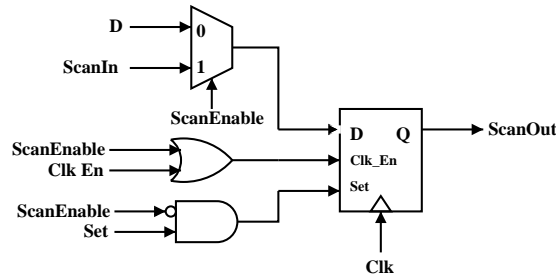 D
0
ScanIn
1
ScanEnable
ScanEnable
Clk En
D
Q
ScanOut
Clk_En
Set
ScanEnable
Set
Clk